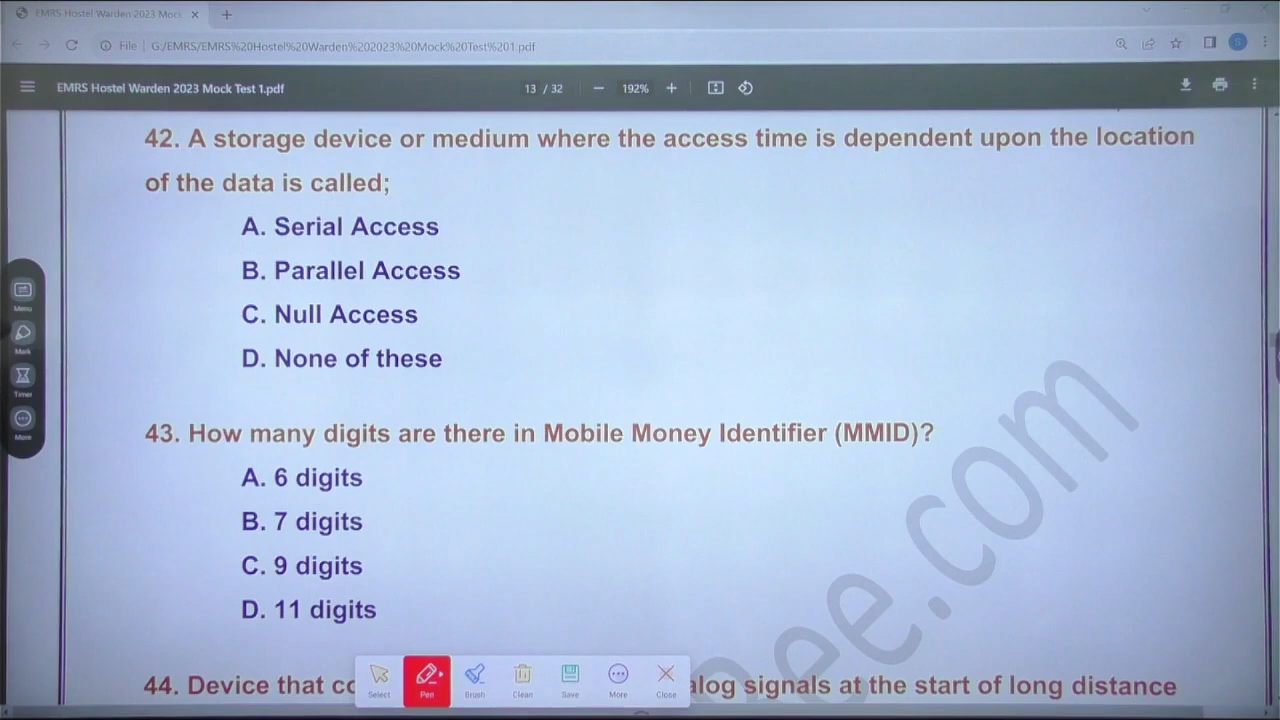 EMRS Hostel Warden 2023 Mock
File G:/EMRS/EMRS%20Hostel%20Warden%202023%20Mock%20Test%201.pdf
EMRS Hostel Warden 2023 Mock Test 1.pdf 13 / 32 192%
42. A storage device or medium where the access time is dependent upon the location
of the data is called;
A. Serial Access
B. Parallel Access
C. Null Access
D. None of these
43. How many digits are there in Mobile Money Identifier (MMID)?
A. 6 digits
B. 7 digits
C. 9 digits
D. 11 digits
44. Device that alog signals at the start of long distance
Menu
Mark
Timer
More
Select Pen Brush Clean Save More Close
ee.com